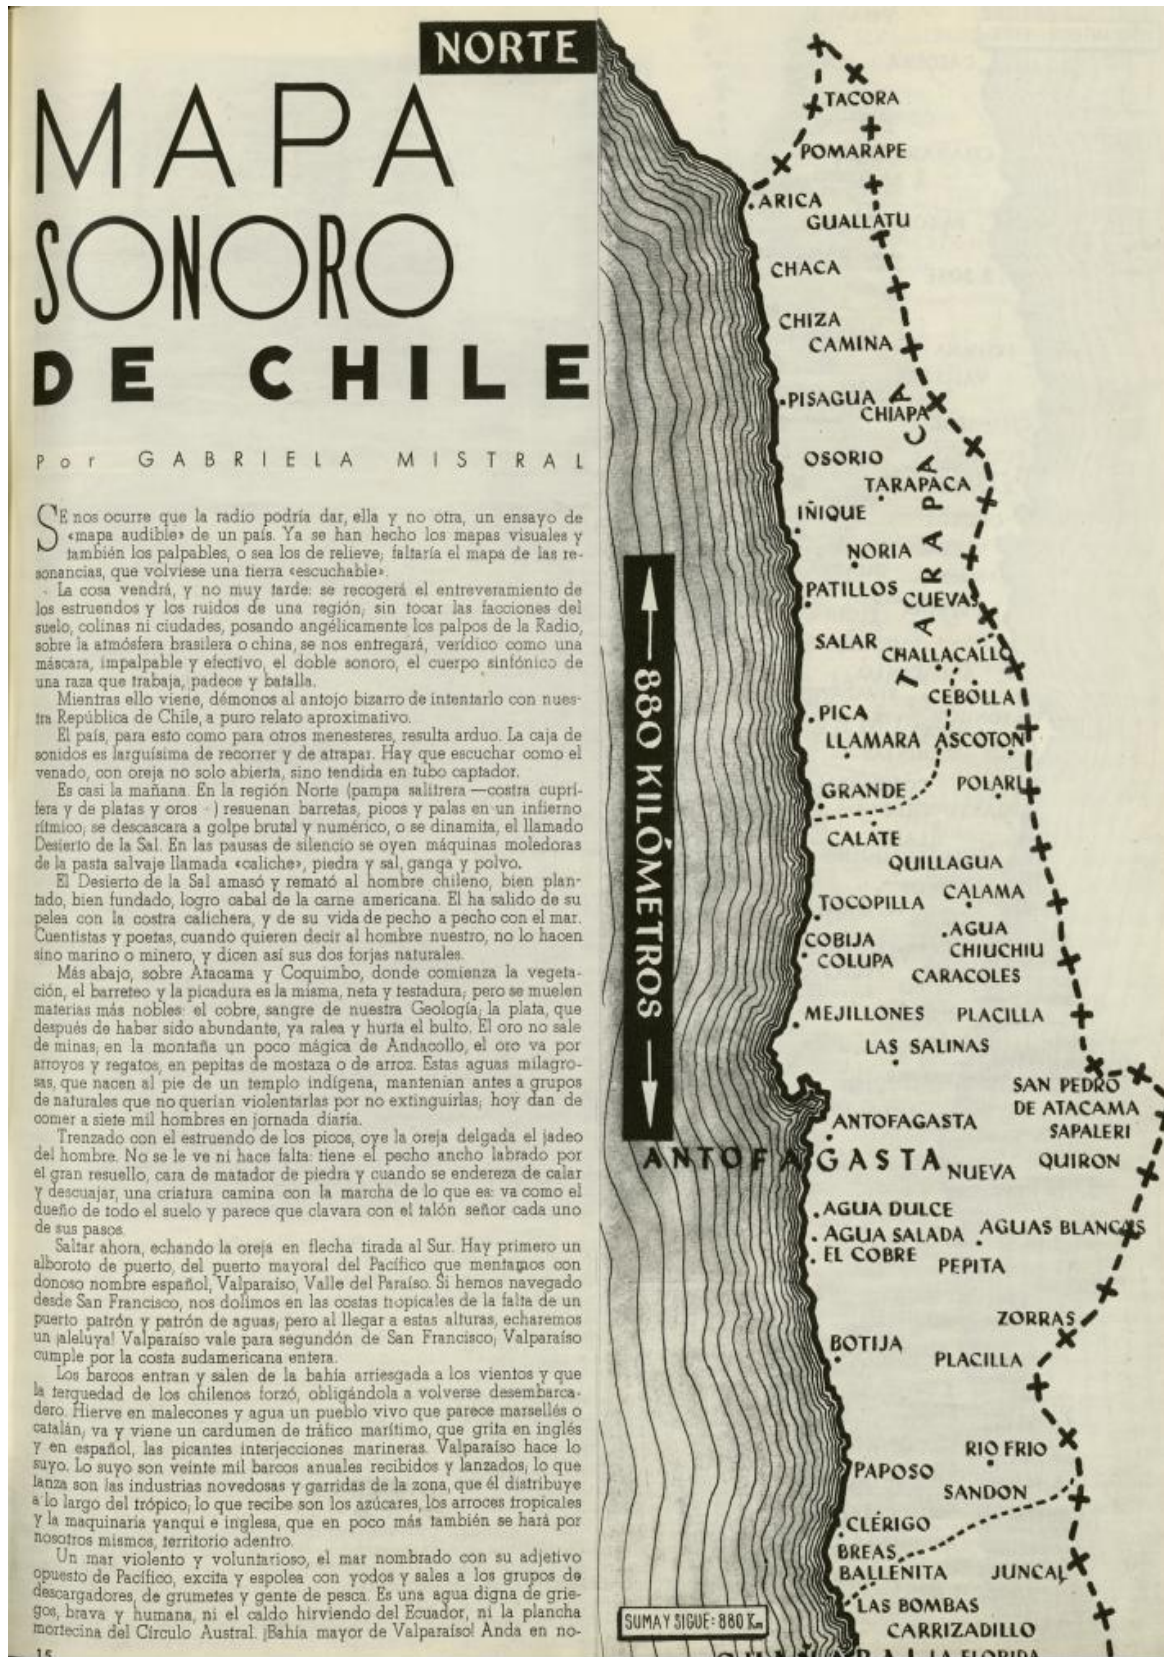 NORTE
MAPA
SONORO
DE CHILE
Por GABRIELA MISTRAL
SE nos ocurre que la radio podría dar, ella y no otra, un ensayo de
«mapa audible» de un país. Ya se han hecho los mapas visuales y
también los palpables, o sea los de relieve; faltaría el mapa de las re-
sonancias, que volviese una tierra «escuchable».
La cosa vendrá, y no muy tarde: se recogerá el entreveramiento de
los estruendos y los ruidos de una región; sin tocar las facciones del
suelo, colinas ni ciudades, posando angélicamente los palpos de la Radio,
sobre la atmósfera brasilera o china, se nos entregará, verídico como una
máscara, impalpable y efectivo, el doble sonoro, el cuerpo sinfónico de
una raza que trabaja, padece y batalla.
Mientras ello viene, démonos al antojo bizarro de intentarlo con nues-
tra República de Chile, a puro relato aproximativo.
El país, para esto como para otros menesteres, resulta arduo. La caja de
sonidos es larguísima de recorrer y de atrapar. Hay que escuchar como el
venado, con oreja no solo abierta, sino tendida en tubo captador.
Es casi la mañana. En la región Norte (pampa salitrera —costra cuprí-
fera y de platas y oros - ) resuenan barretas, picos y palas en un infierno
rítmico; se descascara a golpe brutal y numérico, o se dinamita, el llamado
Desierto de la Sal. En las pausas de silencio se oyen máquinas moledoras
de la pasta salvaje llamada «caliche», piedra y sal, ganga y polvo.
El Desierto de la Sal amasó y remató al hombre chileno, bien plan-
tado, bien fundado, logro cabal de la carne americana. El ha salido de su
pelea con la costra calichera, y de su vida de pecho a pecho con el mar.
Cuentistas y poetas, cuando quieren decir al hombre nuestro, no lo hacen
sino marino o minero, y dicen así sus dos forjas naturales.
Más abajo, sobre Atacama y Coquimbo, donde comienza la vegeta-
ción, el barreteo y la picadura es la misma, neta y testadura; pero se muelen
materias más nobles: el cobre, sangre de nuestra Geología; la plata, que
después de haber sido abundante, ya ralea y hurta el bulto. El oro no sale
de minas; en la montaña un poco mágica de Andacollo, el oro va por
arroyos y regatos, en pepitas de mostaza o de arroz. Estas aguas milagro-
sas, que nacen al pie de un templo indígena, mantenían antes a grupos
de naturales que no querían violentarlas por no extinguirlas; hoy dan de
comer a siete mil hombres en jornada diaria.
Trenzado con el estruendo de los picos, oye la oreja delgada el jadeo
del hombre. No se le ve ni hace falta: tiene el pecho ancho labrado por
el gran resuello, cara de matador de piedra y cuando se endereza de calar
y descuajar, una criatura camina con la marcha de lo que es: va como el
dueño de todo el suelo y parece que clavara con el talón señor cada uno
de sus pasos.
Saltar ahora, echando la oreja en flecha tirada al Sur. Hay primero un
alboroto de puerto, del puerto mayoral del Pacífico que mentamos con
donoso nombre español, Valparaíso, Valle del Paraíso. Si hemos navegado
desde San Francisco, nos dolimos en las costas tropicales de la falta de un
puerto patrón y patrón de aguas; pero al llegar a estas alturas, echaremos
un ¡aleluya! Valparaíso vale para segundón de San Francisco; Valparaíso
cumple por la costa sudamericana entera.
Los barcos entran y salen de la bahía arriesgada a los vientos y que
la terquedad de los chilenos forzó, obligándola a volverse desembarca-
dero. Hierve en malecones y agua un pueblo vivo que parece marsellés o
catalán; va y viene un cardumen de tráfico marítimo, que grita en inglés
y en español, las picantes interjecciones marineras. Valparaíso hace lo
suyo. Lo suyo son veinte mil barcos anuales recibidos y lanzados; lo que
lanza son las industrias novedosas y garridas de la zona, que él distribuye
a lo largo del trópico; lo que recibe son los azúcares, los arroces tropicales
y la maquinaria yanqui e inglesa, que en poco más también se hará por
nosotros mismos, territorio adentro.
Un mar violento y voluntarioso, el mar nombrado con su adjetivo
opuesto de Pacífico, excita y espolea con yodos y sales a los grupos de
descargadores, de grumetes y gente de pesca. Es una agua digna de grie-
gos, brava y humana, ni el caldo hirviendo del Ecuador, ni la plancha
mortecina del Círculo Austral. ¡Bahía mayor de Valparaíso! Anda en no-
15
TACORA
POMARAPE
ARICA
GUALLATU
CHACA
CHIZA
CAMINA
PISAGUA
CHIAPA
TARAPACA
OSORIO
TARAPACA
IÑIQUE
NORIA
PATILLOS
CUEVAS
SALAR
CHALLACALLO
CEBOLLA
PICA
LLAMARA ASCOTON
GRANDE
POLARI
CALATE
QUILLAGUA
TOCOPILLA
CALAMA
COBIJA
AGUA
COLUPA
CHIUCHIU
CARACOLES
MEJILLONES PLACILLA
LAS SALINAS
SAN PEDRO
DE ATACAMA
SAPALERI
ANTOFAGASTA
ANTOFAGASTA
NUEVA
QUIRON
AGUA DULCE
AGUA SALADA
AGUAS BLANCAS
EL COBRE
PEPITA
ZORRAS
BOTIJA
PLACILLA
RIO FRIO
PAPOSO
SANDON
CLÉRIGO
BREAS
BALLENITA
JUNCAL
LAS BOMBAS
CARRIZADILLO
LA FLORIDA
880 KILÓMETROS
SUMA Y SIGUE: 880 Km